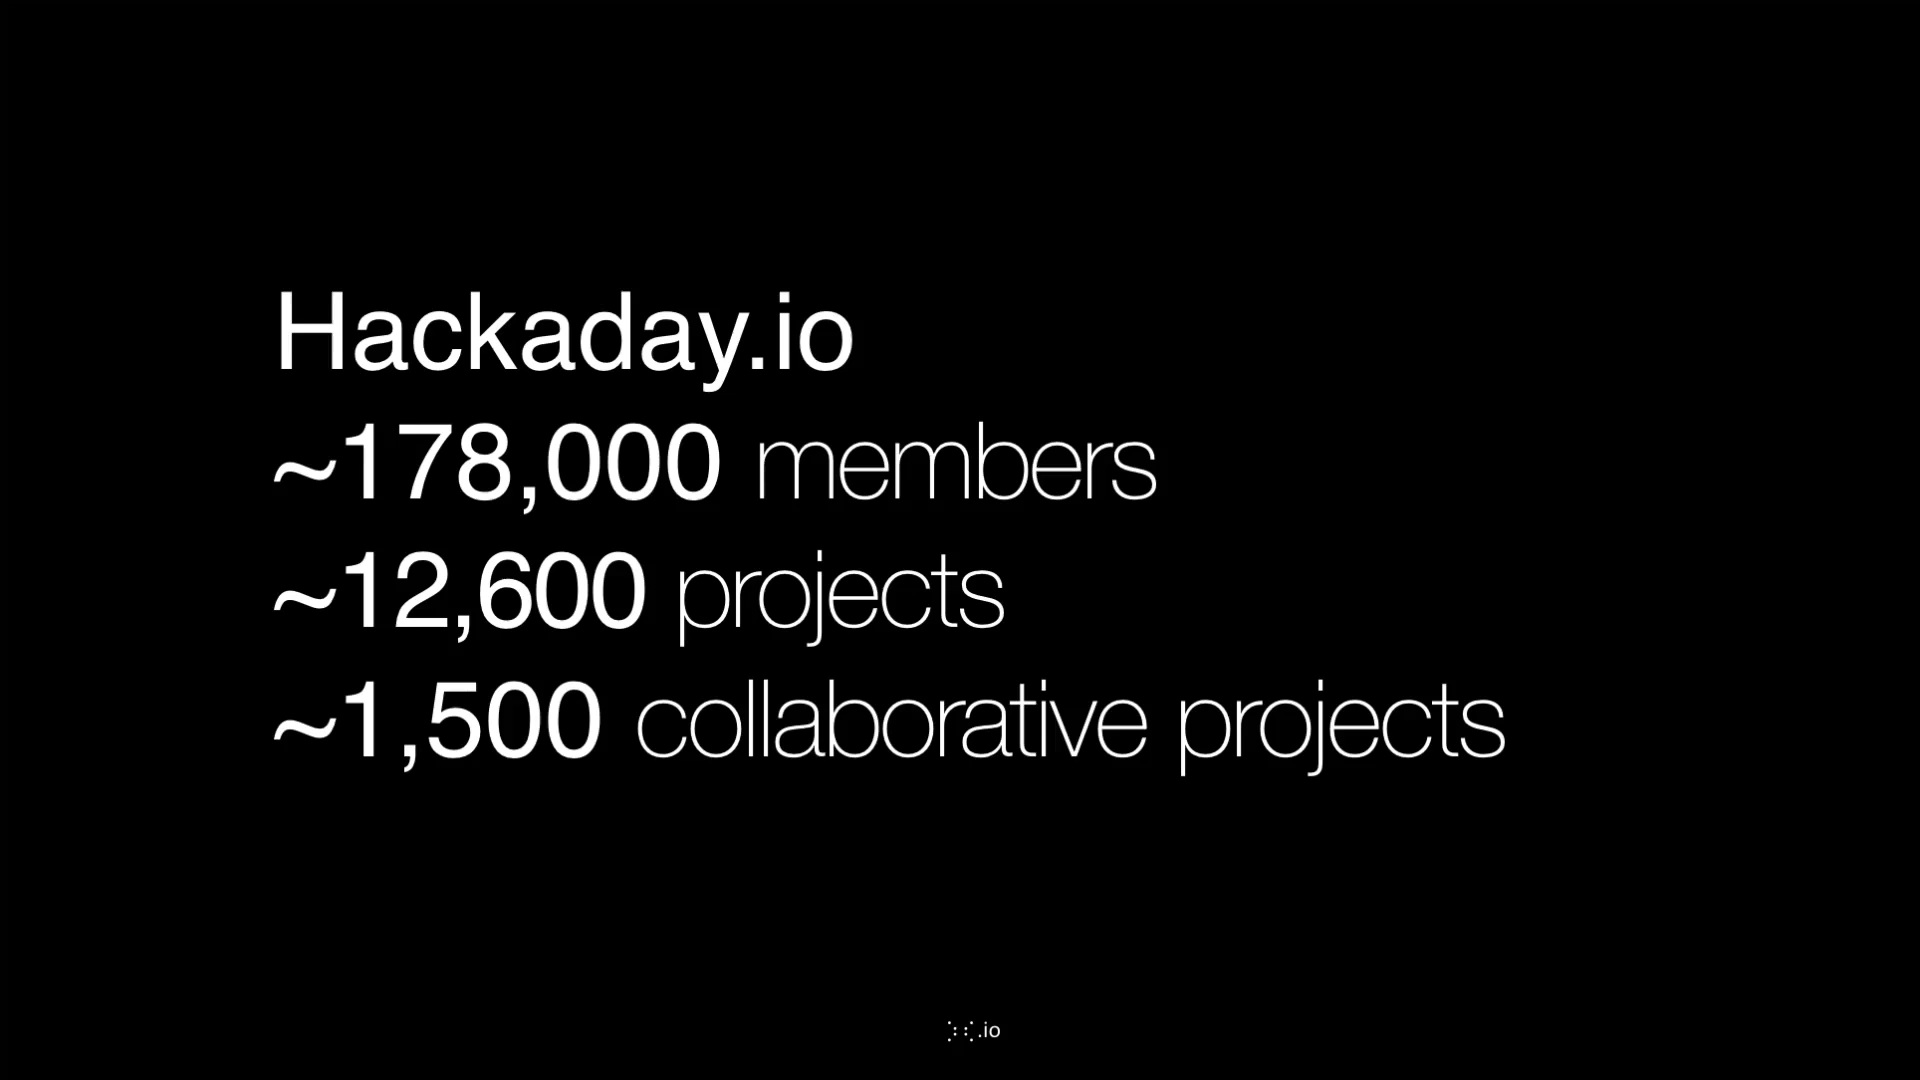 Hackaday.io
~178,000 members
~12,600 projects
~1,500 collaborative projects
.io